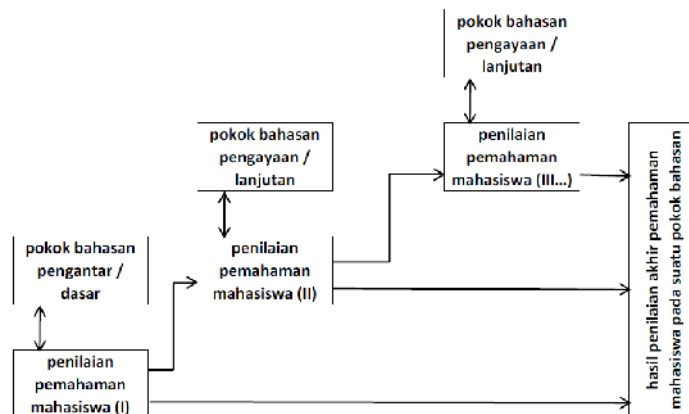 pokok bahasan
pengayaan /
lanjutan
pokok bahasan
pengayaan /
lanjutan
penilaian
pemahaman
mahasiswa (III...)
pokok bahasan
pengantar /
dasar
penilaian
pemahaman
mahasiswa (II)
penilaian
pemahaman
mahasiswa (I)
hasil penilaian akhir pemahaman
mahasiswa pada suatu pokok bahasan